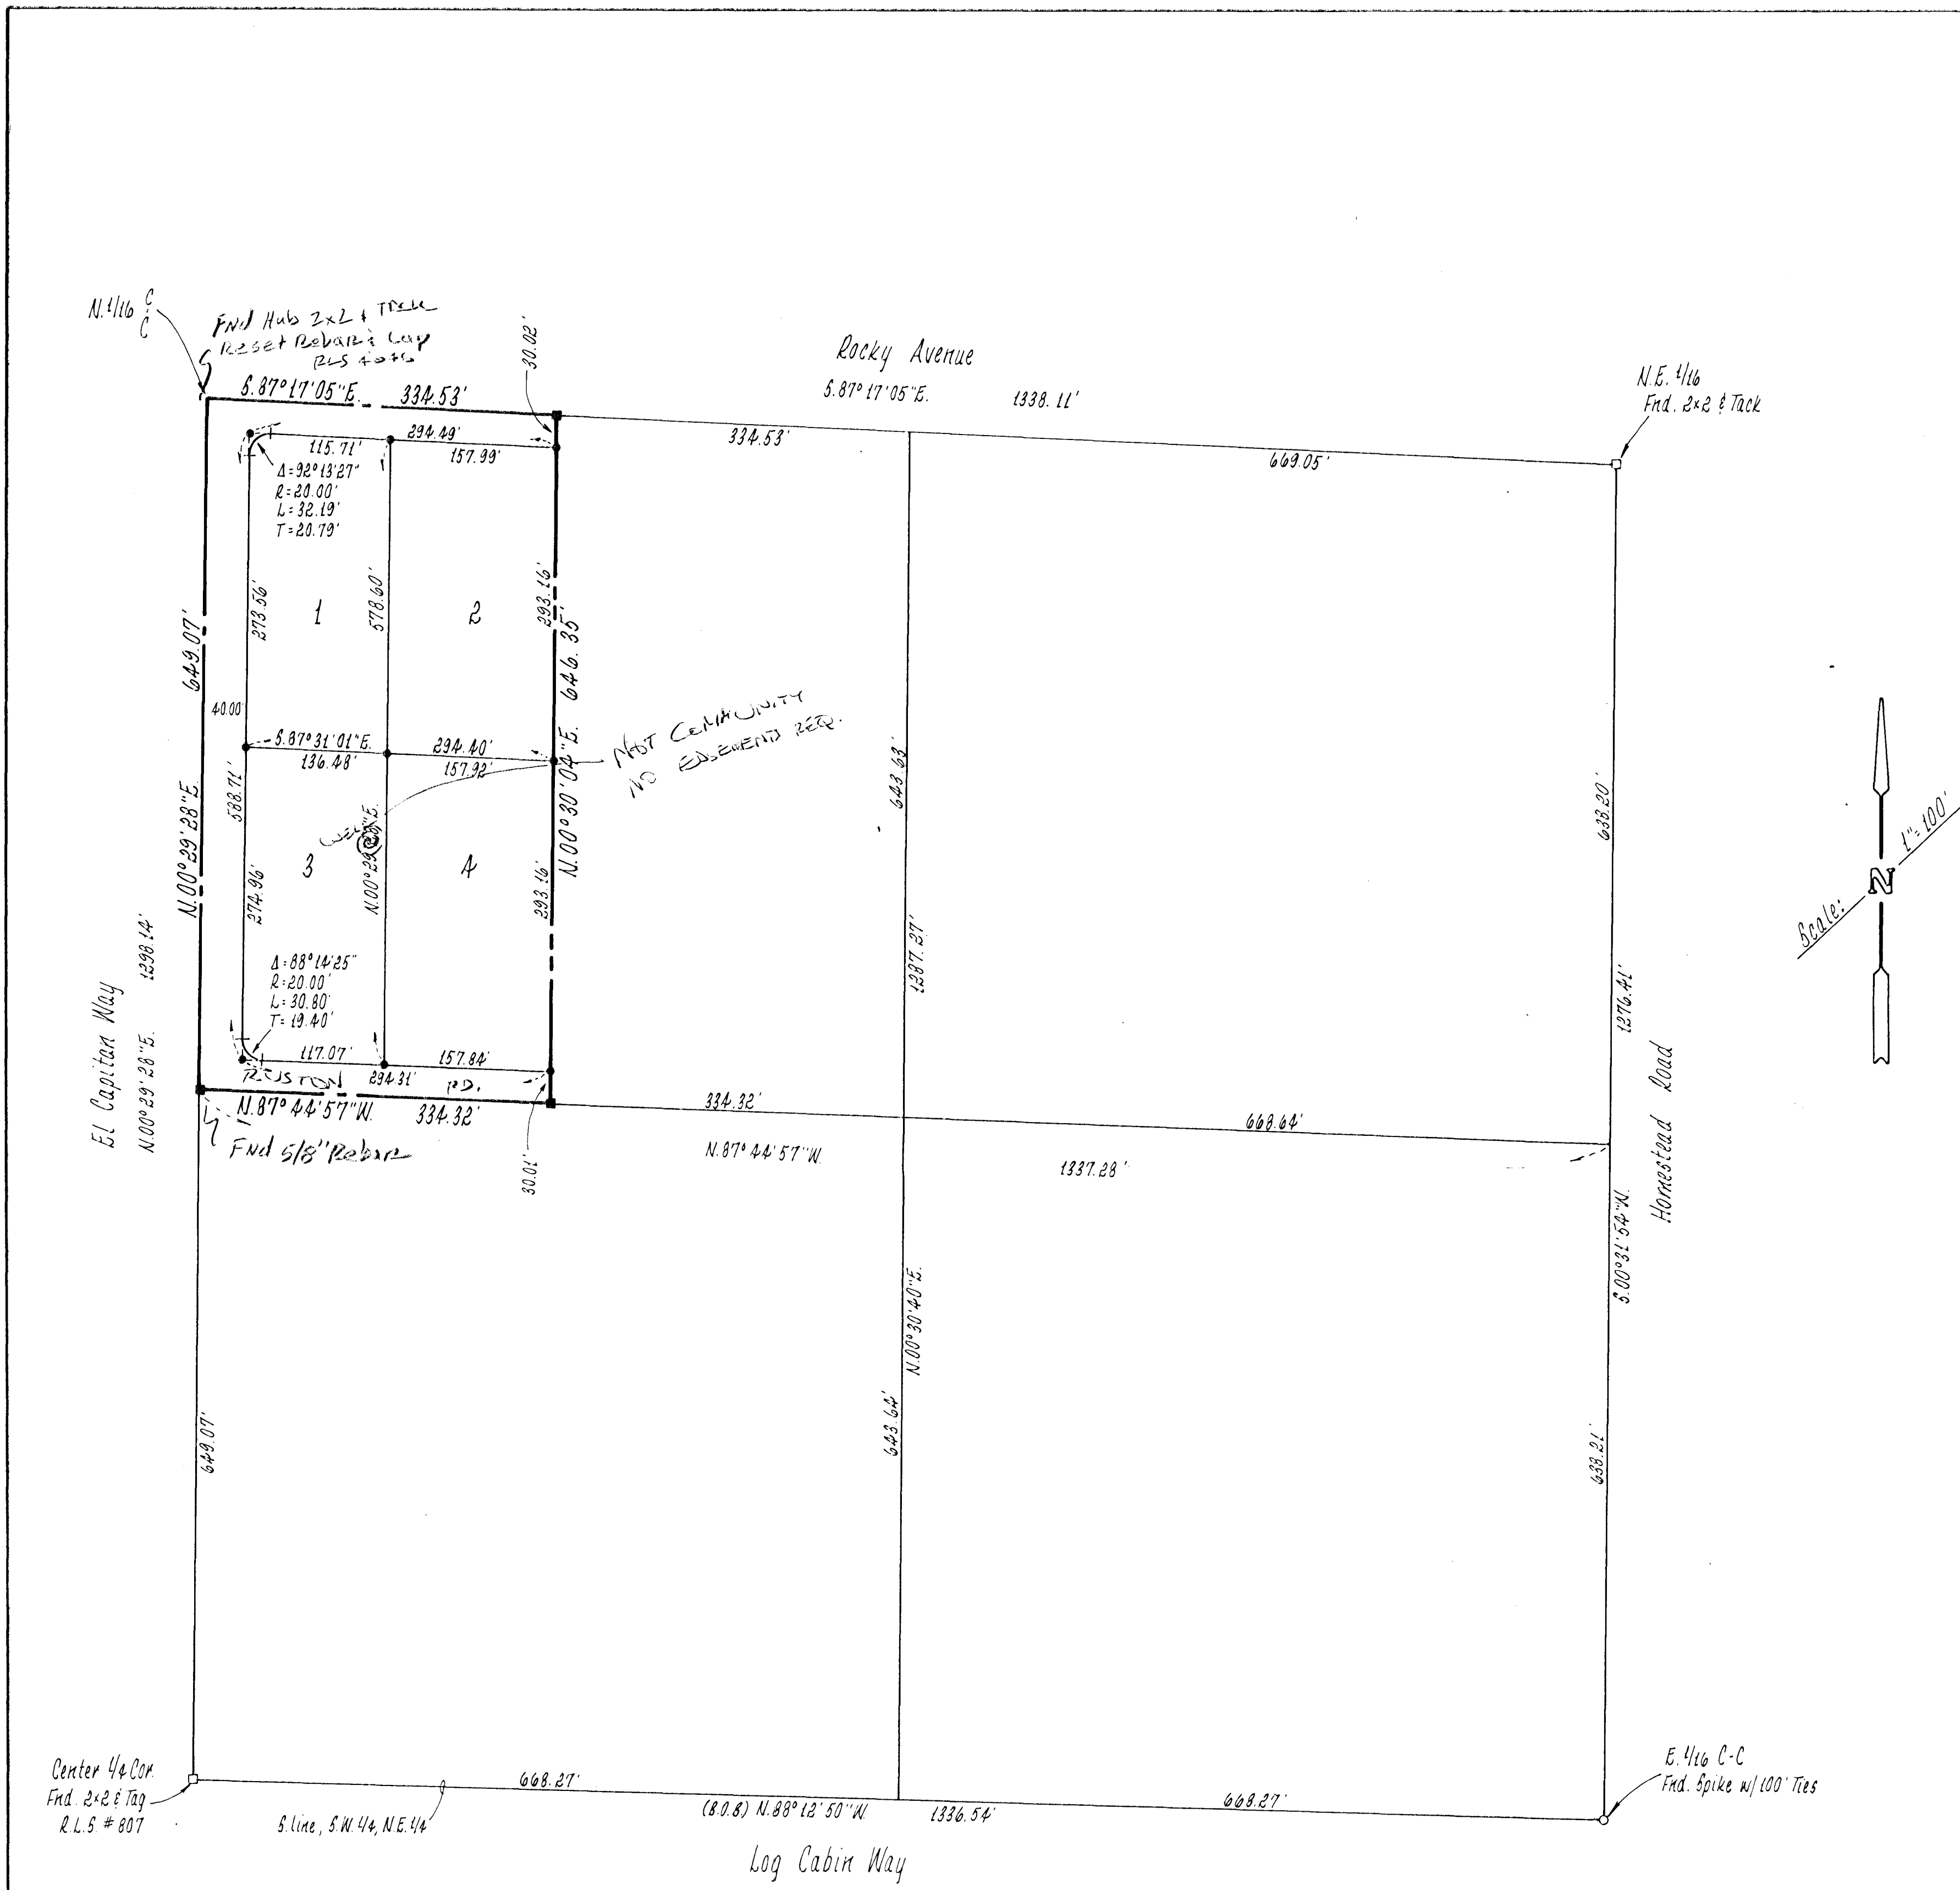 N. 1/16 C
C
Fnd Hub 2x2 & Tack
Reset Rebar & Cap
RLS
30.02'
Rocky Avenue
S.87°17'05"E. 334.53'
S.87°17'05"E. 1338.11'
N.E. 1/16
Fnd. 2x2 & Tack
334.53'
669.05'
294.49'
115.71'
157.99'
Δ=92°13'27"
R=20.00'
L=32.19'
T=20.79'
273.56'
1
578.60'
2
293.16'
649.07'
N.00°29'28"E.
40.00
588.71'
N.00°30'04"E. 646.35'
NOT COMMUNITY
NO EASEMENTS REQ.
S.87°31'01"E.
294.40'
136.48'
157.92'
WELL
3
N.00°29' "E.
4
274.96'
293.16'
643.63'
638.20'
Scale: 1"=100'
N
El Capitan Way
N.00°29'28"E. 1298.14'
Δ=88°14'25"
R=20.00'
L=30.80'
T=19.40'
1287.27'
1276.41'
117.07'
157.84'
RUSTON RD.
294.31'
N.87°44'57"W. 334.32'
Fnd 5/8" Rebar
30.01'
334.32'
668.64'
N.87°44'57"W.
1337.28'
Homestead Road
S.00°31'54"W.
N.00°30'40"E.
649.07'
643.64'
638.21'
Center 1/4 Cor.
Fnd. 2x2 & Tag
R.L.S. #807
668.27'
S. line, S.W. 1/4, N.E. 1/4
(B.O.B) N.88°12'50"W. 1336.54'
668.27'
E. 1/16 C-C
Fnd. Spike w/ 100' Ties
Log Cabin Way